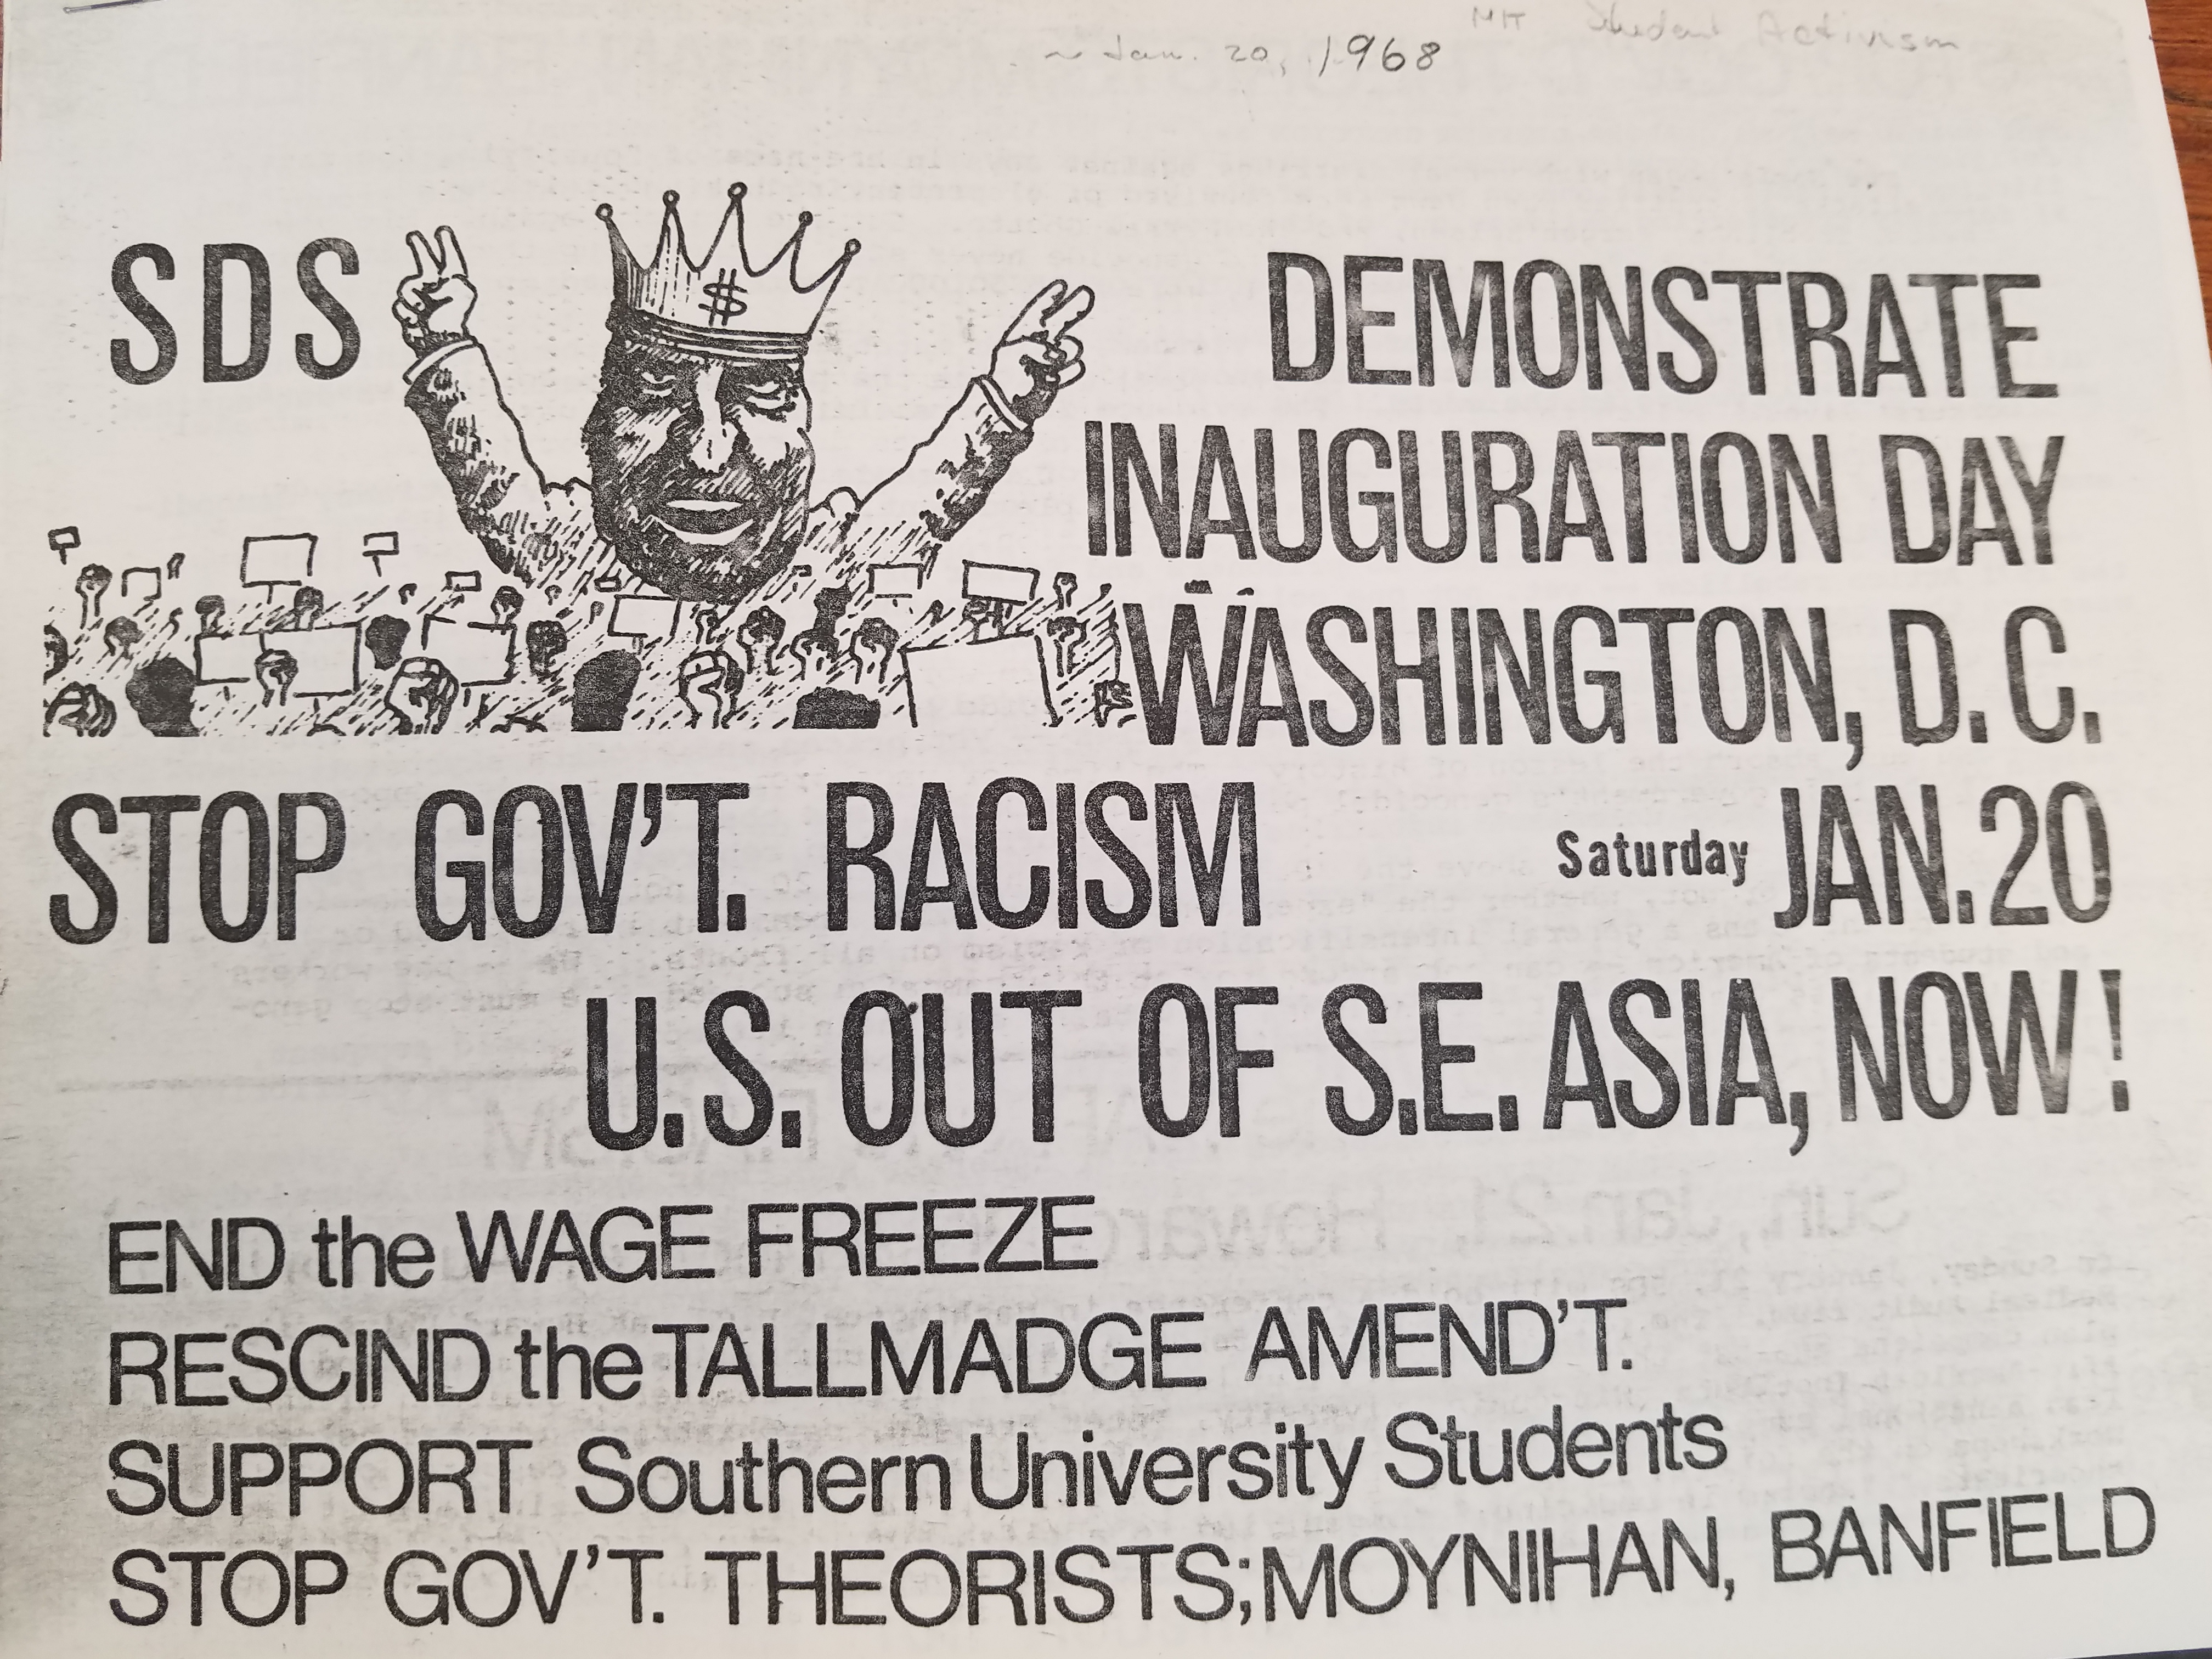 ~ Jan. 20, 1968
MIT Student Activism
SDS
DEMONSTRATE
$
INAUGURATION DAY
WASHINGTON, D.C.
STOP GOV'T. RACISM
Saturday JAN.20
U.S. OUT OF S.E. ASIA, NOW!
END the WAGE FREEZE
RESCIND the TALLMADGE AMEND'T.
SUPPORT Southern University Students
STOP GOV'T. THEORISTS;MOYNIHAN, BANFIELD